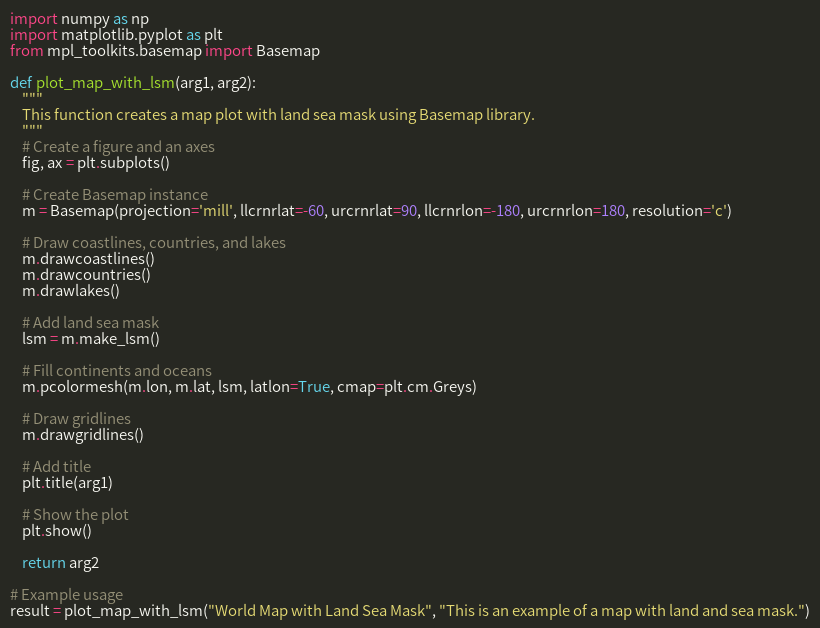 import numpy as np
import matplotlib.pyplot as plt
from mpl_toolkits.basemap import Basemap
def plot_map_with_lsm(arg1, arg2):
"""
This function creates a map plot with land sea mask using Basemap library.
"""
# Create a figure and an axes
fig, ax = plt.subplots()
# Create Basemap instance
m = Basemap(projection='mill', llcrnrlat=-60, urcrnrlat=90, llcrnrlon=-180, urcrnrlon=180, resolution='c')
# Draw coastlines, countries, and lakes
m.drawcoastlines()
m.drawcountries()
m.drawlakes()
# Add land sea mask
lsm = m.make_lsm()
# Fill continents and oceans
m.pcolormesh(m.lon, m.lat, lsm, latlon=True, cmap=plt.cm.Greys)
# Draw gridlines
m.drawgridlines()
# Add title
plt.title(arg1)
# Show the plot
plt.show()
return arg2
# Example usage
result = plot_map_with_lsm("World Map with Land Sea Mask", "This is an example of a map with land and sea mask.")